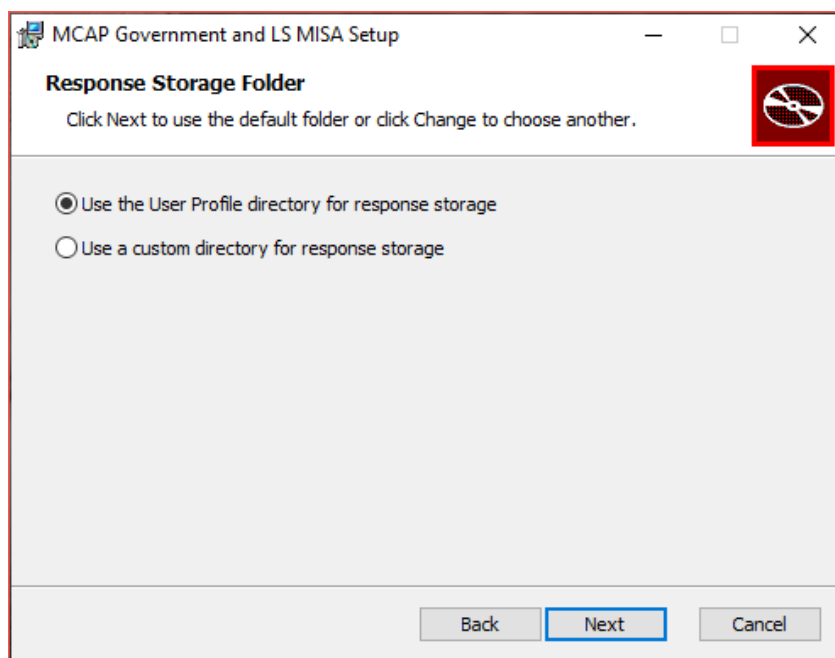 MCAP Government and LS MISA Setup
Response Storage Folder
Click Next to use the default folder or click Change to choose another.
Use the User Profile directory for response storage
Use a custom directory for response storage
Back Next Cancel